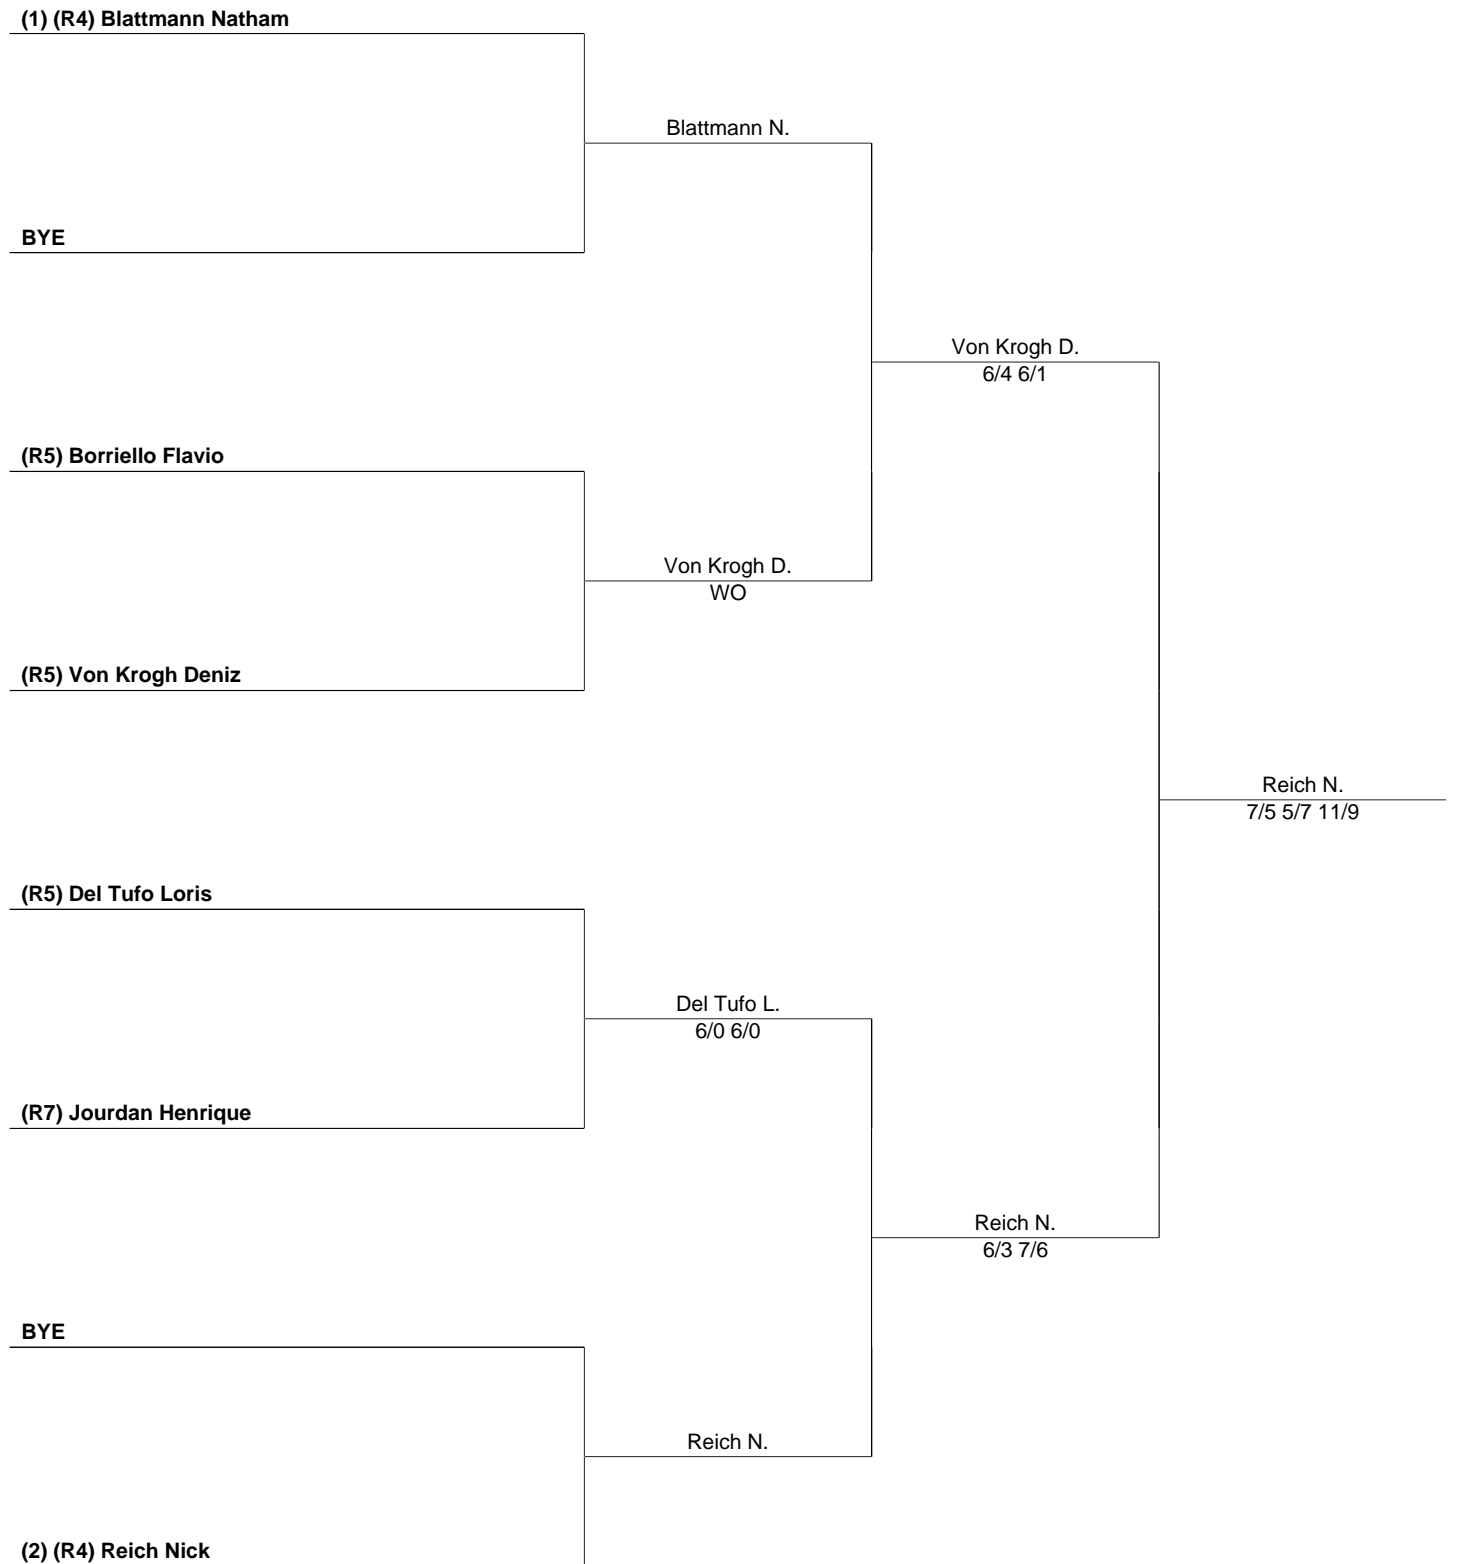 (1) (R4) Blattmann Natham
Blattmann N.
BYE
Von Krogh D.
6/4 6/1
(R5) Borriello Flavio
Von Krogh D.
WO
(R5) Von Krogh Deniz
Reich N.
7/5 5/7 11/9
(R5) Del Tufo Loris
Del Tufo L.
6/0 6/0
(R7) Jourdan Henrique
Reich N.
6/3 7/6
BYE
Reich N.
(2) (R4) Reich Nick